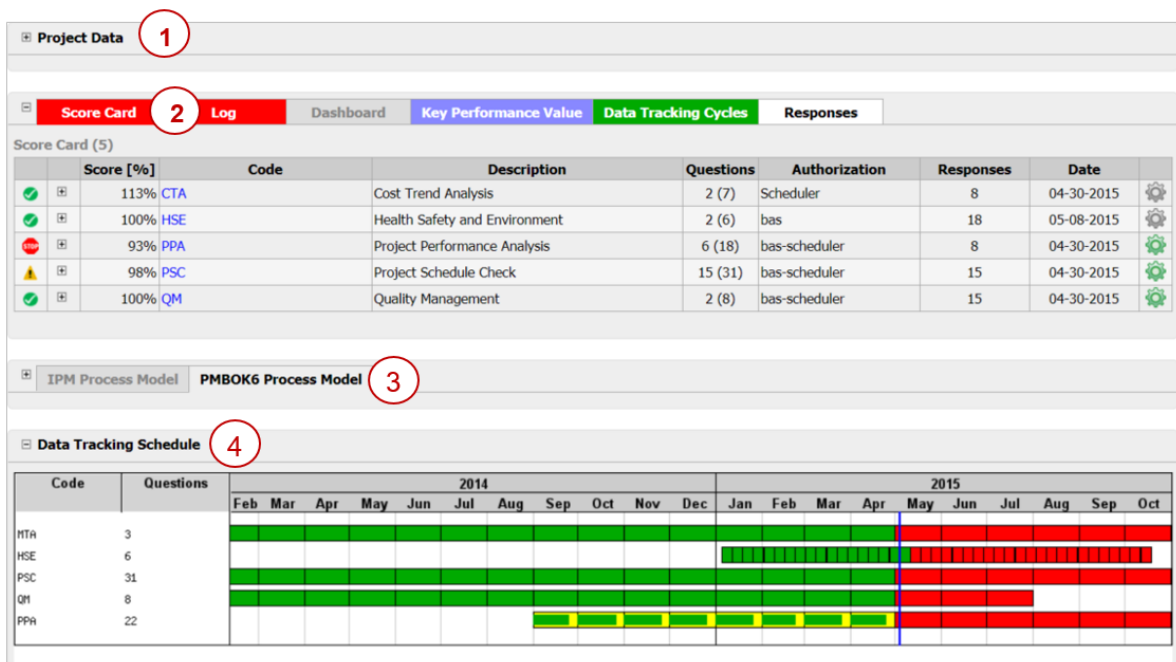 Project Data 1
Score Card 2 Log Dashboard Key Performance Value Data Tracking Cycles Responses
Score Card (5)
Score [%] Code Description Questions Authorization Responses Date
113% CTA Cost Trend Analysis 2 (7) Scheduler 8 04-30-2015
100% HSE Health Safety and Environment 2 (6) bas 18 05-08-2015
STOP 93% PPA Project Performance Analysis 6 (18) bas-scheduler 8 04-30-2015
98% PSC Project Schedule Check 15 (31) bas-scheduler 15 04-30-2015
100% QM Quality Management 2 (8) bas-scheduler 15 04-30-2015
IPM Process Model PMBOK6 Process Model 3
Data Tracking Schedule 4
Code Questions 2014 2015
Feb Mar Apr May Jun Jul Aug Sep Oct Nov Dec Jan Feb Mar Apr May Jun Jul Aug Sep Oct
MTA 3
HSE 6
PSC 31
QM 8
PPA 22